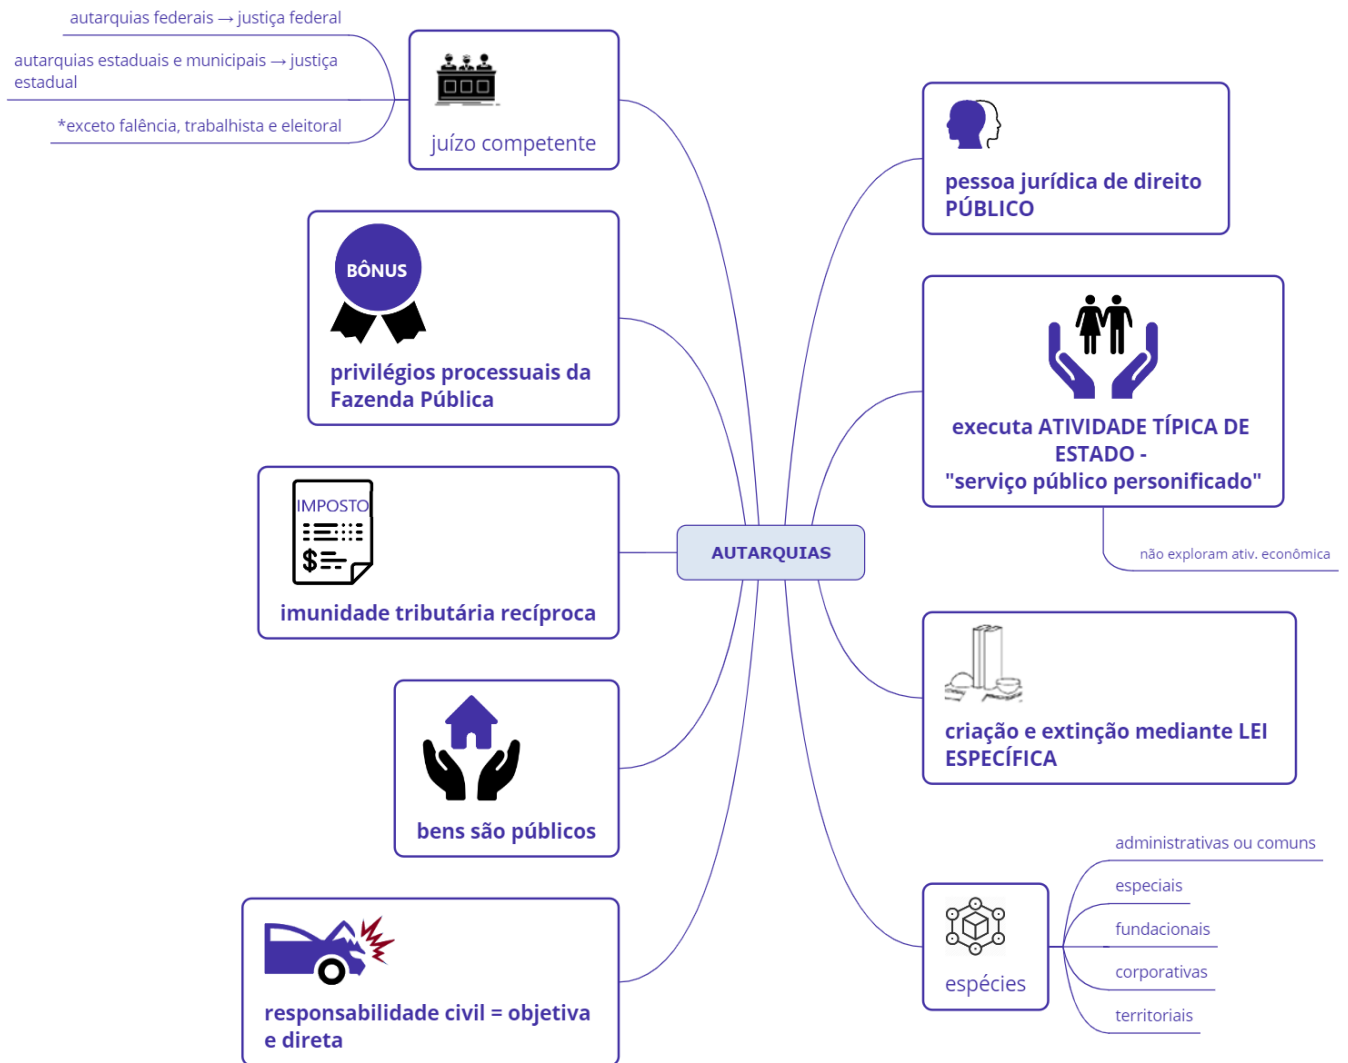 autarquias federais → justiça federal
autarquias estaduais e municipais → justiça
estadual
*exceto falência, trabalhista e eleitoral
juízo competente
BÔNUS
privilégios processuais da
Fazenda Pública
IMPOSTO
$
imunidade tributária recíproca
bens são públicos
responsabilidade civil = objetiva
e direta
AUTARQUIAS
pessoa jurídica de direito
PÚBLICO
executa ATIVIDADE TÍPICA DE
ESTADO -
"serviço público personificado"
não exploram ativ. econômica
criação e extinção mediante LEI
ESPECÍFICA
espécies
administrativas ou comuns
especiais
fundacionais
corporativas
territoriais